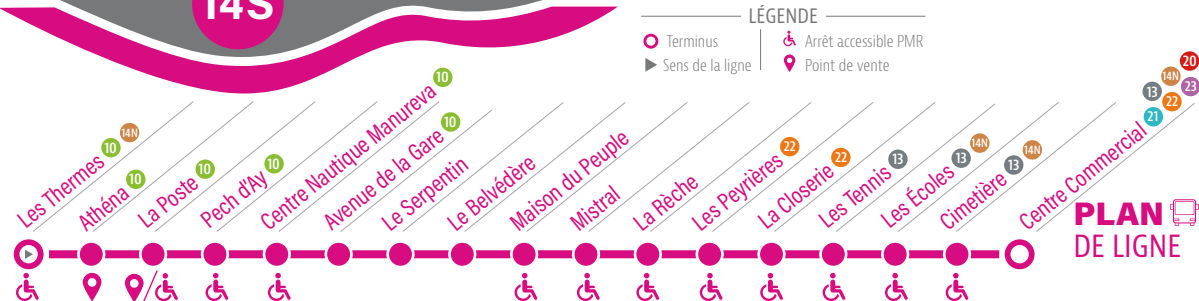 14S
LÉGENDE
Terminus
Arrêt accessible PMR
Sens de la ligne
Point de vente
Les Thermes 10 14N
Athéna 10
La Poste 10
Pech d'Ay 10
Centre Nautique Manureva 10
Avenue de la Gare 10
Le Serpentin
Le Belvédère
Maison du Peuple
Mistral
La Rèche
Les Peyrières 22
La Closerie 22
Les Tennis 13
Les Écoles 13 14N
Cimetière 13 14N
Centre Commercial 21 22 23 13 14N 20
PLAN
DE LIGNE